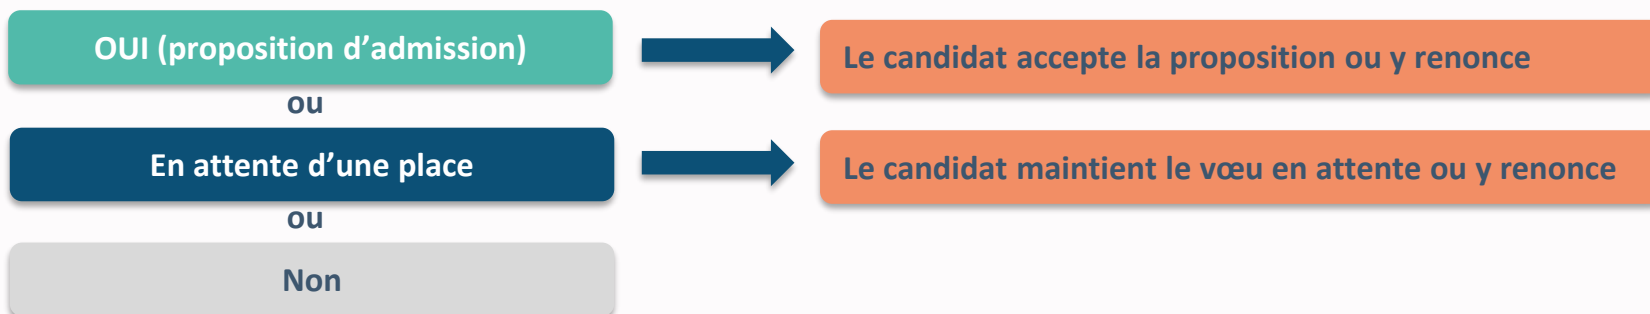 OUI (proposition d’admission)
Le candidat accepte la proposition ou y renonce
ou
En attente d’une place
Le candidat maintient le vœu en attente ou y renonce
ou
Non